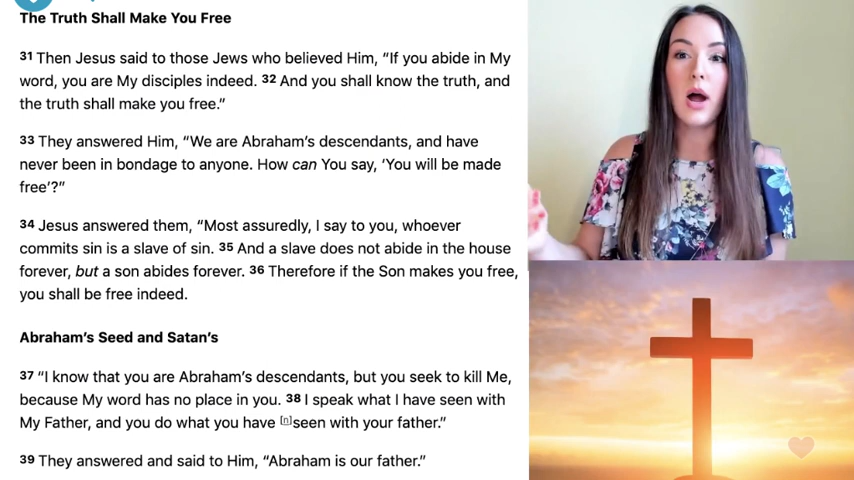 The Truth Shall Make You Free
31 Then Jesus said to those Jews who believed Him, “If you abide in My
word, you are My disciples indeed. 32 And you shall know the truth, and
the truth shall make you free.”
33 They answered Him, “We are Abraham’s descendants, and have
never been in bondage to anyone. How can You say, ‘You will be made
free’?”
34 Jesus answered them, “Most assuredly, I say to you, whoever
commits sin is a slave of sin. 35 And a slave does not abide in the house
forever, but a son abides forever. 36 Therefore if the Son makes you free,
you shall be free indeed.
Abraham’s Seed and Satan’s
37 “I know that you are Abraham’s descendants, but you seek to kill Me,
because My word has no place in you. 38 I speak what I have seen with
My Father, and you do what you have [n]seen with your father.”
39 They answered and said to Him, “Abraham is our father.”